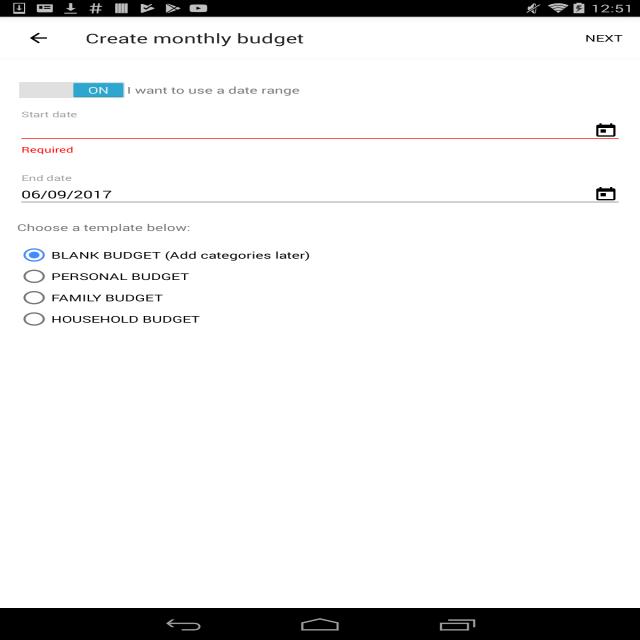 12:51
Create monthly budget
NEXT
ON I want to use a date range
Start date
Required
End date
06/09/2017
Choose a template below:
BLANK BUDGET (Add categories later)
PERSONAL BUDGET
FAMILY BUDGET
HOUSEHOLD BUDGET